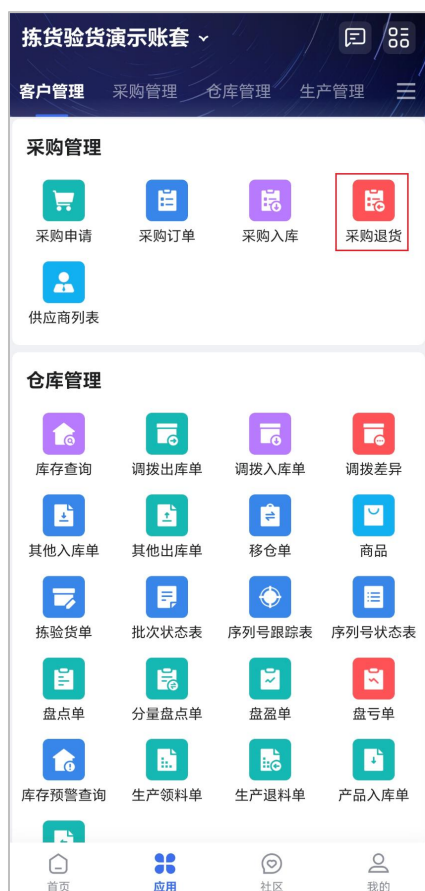 拣货验货演示账套
客户管理 采购管理 仓库管理 生产管理
采购管理
采购申请 采购订单 采购入库 采购退货
供应商列表
仓库管理
库存查询 调拨出库单 调拨入库单 调拨差异
其他入库单 其他出库单 移仓单 商品
拣验货单 批次状态表 序列号跟踪表 序列号状态表
盘点单 分量盘点单 盘盈单 盘亏单
库存预警查询 生产领料单 生产退料单 产品入库单
首页 应用 社区 我的